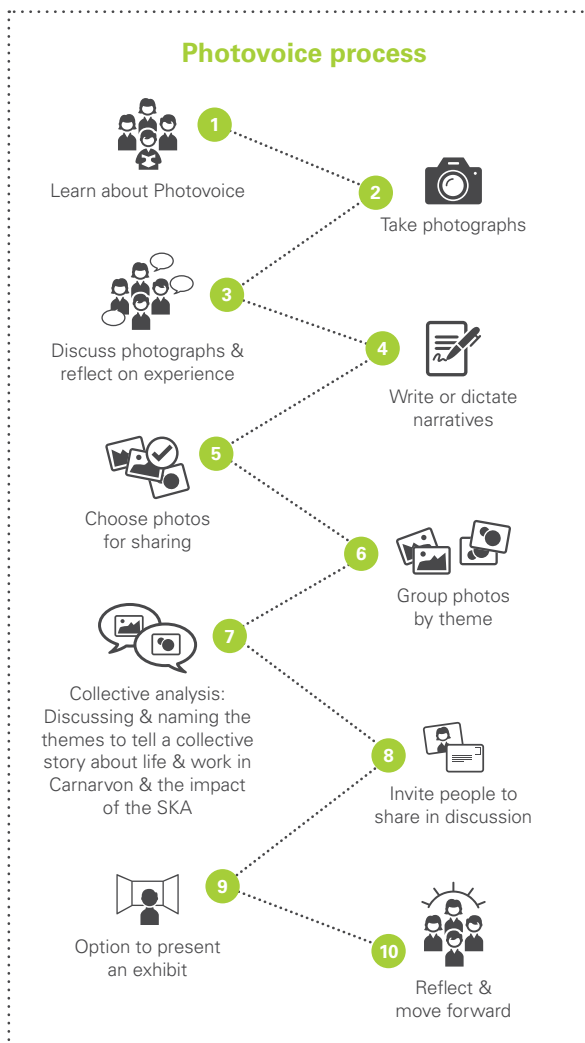 Photovoice process
1
Learn about Photovoice
2
Take photographs
3
Discuss photographs &
reflect on experience
4
Write or dictate
narratives
5
Choose photos
for sharing
6
Group photos
by theme
7
Collective analysis:
Discussing & naming the
themes to tell a collective
story about life & work in
Carnarvon & the impact
of the SKA
8
Invite people to
share in discussion
9
Option to present
an exhibit
10
Reflect &
move forward